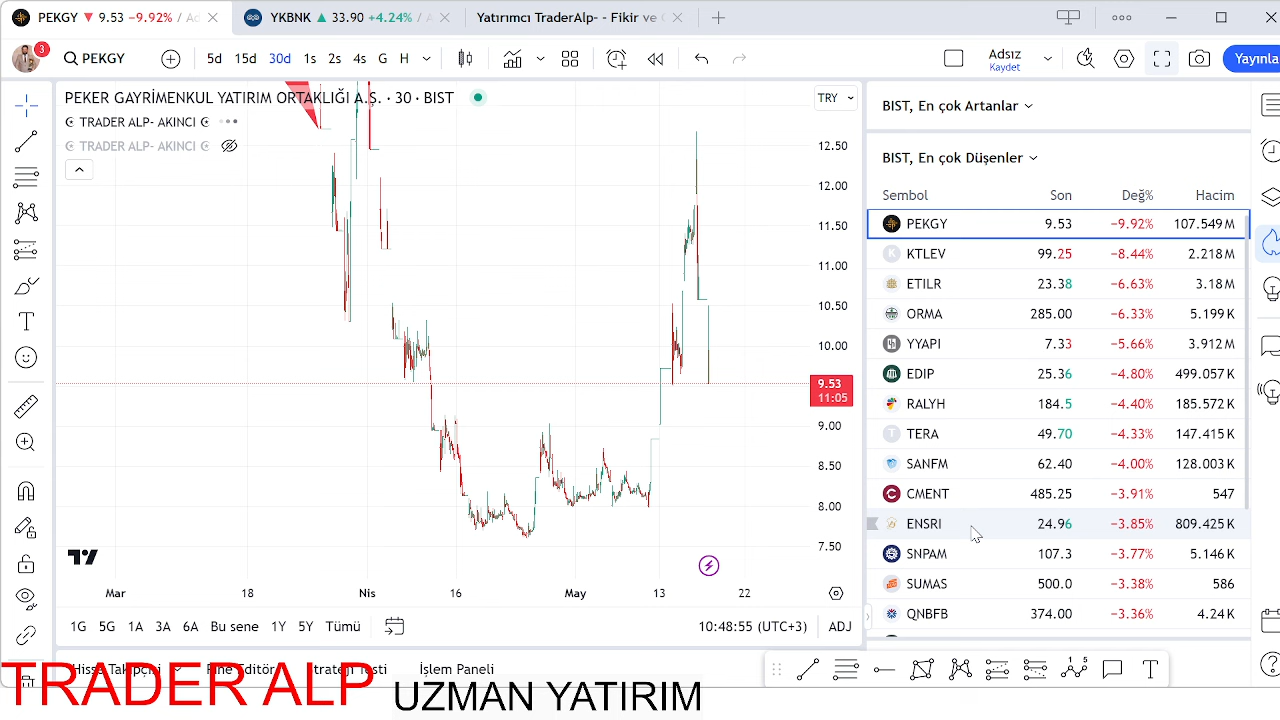 PEKGY ▼ 9.53 −9.92% / Ad
YKBNK ▲ 33.90 +4.24% / A
Yatırımcı TraderAlp- - Fikir ve
3
PEKGY
5d 15d 30d 1s 2s 4s G H
Adsız
Kaydet
Yayınla
PEKER GAYRİMENKUL YATIRIM ORTAKLIĞI A.Ş. · 30 · BIST
TRY
TRADER ALP- AKINCI
TRADER ALP- AKINCI
12.50
12.00
11.50
11.00
10.50
10.00
9.53
11:05
9.00
8.50
8.00
7.50
Mar 18 Nis 16 May 13 22
1G 5G 1A 3A 6A Bu sene 1Y 5Y Tümü
10:48:55 (UTC+3) ADJ
BIST, En çok Artanlar
BIST, En çok Düşenler
Sembol Son Değ% Hacim
PEKGY 9.53 −9.92% 107.549 M
K KTLEV 99.25 −8.44% 2.218 M
ETILR 23.38 −6.63% 3.18 M
ORMA 285.00 −6.33% 5.199 K
YYAPI 7.33 −5.66% 3.912 M
EDIP 25.36 −4.80% 499.057 K
RALYH 184.5 −4.40% 185.572 K
T TERA 49.70 −4.33% 147.415 K
SANFM 62.40 −4.00% 128.003 K
CMENT 485.25 −3.91% 547
ENSRI 24.96 −3.85% 809.425 K
SNPAM 107.3 −3.77% 5.146 K
SUMAS 500.0 −3.38% 586
QNBFB 374.00 −3.36% 4.24 K
Hisse Takipçisi Pine Editör Strateji Testi İşlem Paneli
TRADER ALP UZMAN YATIRIM